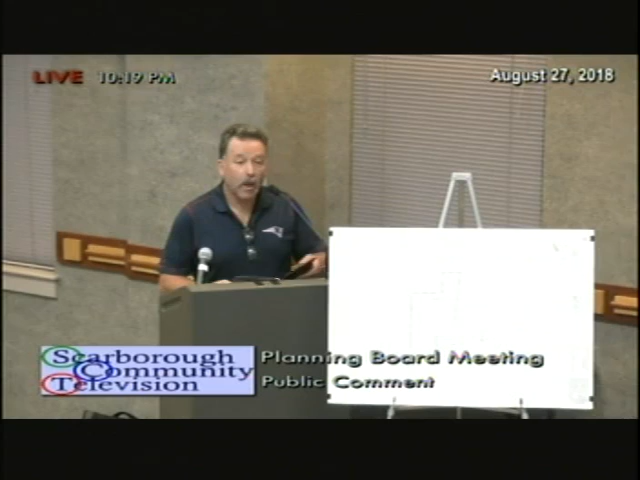 LIVE 10:19 PM
August 27, 2018
Scarborough
Community
Television
Planning Board Meeting
Public Comment